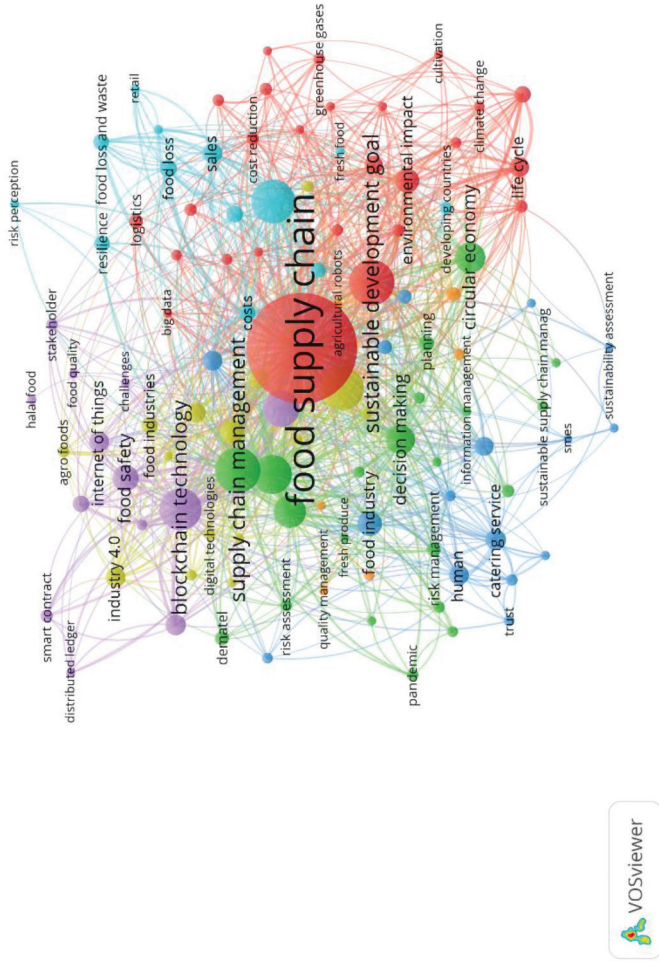 smart contract
distributed ledger
halal food
stakeholder
risk perception
food quality
agro foods
internet of things
challenges
resilience
food loss and waste
retail
industry 4.0
food safety
food industries
big data
logistics
food loss
blockchain technology
sales
digital technologies
dematel
supply chain management
costs
cost reduction
risk assessment
food supply chain
greenhouse gases
quality management
fresh produce
agricultural robots
fresh food
food industry
sustainable development goal
pandemic
decision making
environmental impact
risk management
planning
developing countries
cultivation
human
information management
circular economy
climate change
catering service
life cycle
trust
sustainable supply chain manag
smes
sustainability assessment
VOSviewer